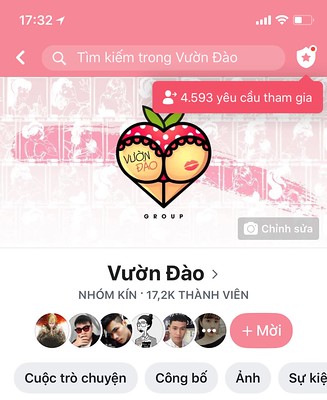 17:32
Tìm kiếm trong Vườn Đào
4.593 yêu cầu tham gia
VƯỜN
ĐÀO
GROUP
Chỉnh sửa
Vườn Đào
NHÓM KÍN · 17,2K THÀNH VIÊN
+ Mời
Cuộc trò chuyện
Công bố
Ảnh
Sự kiệ